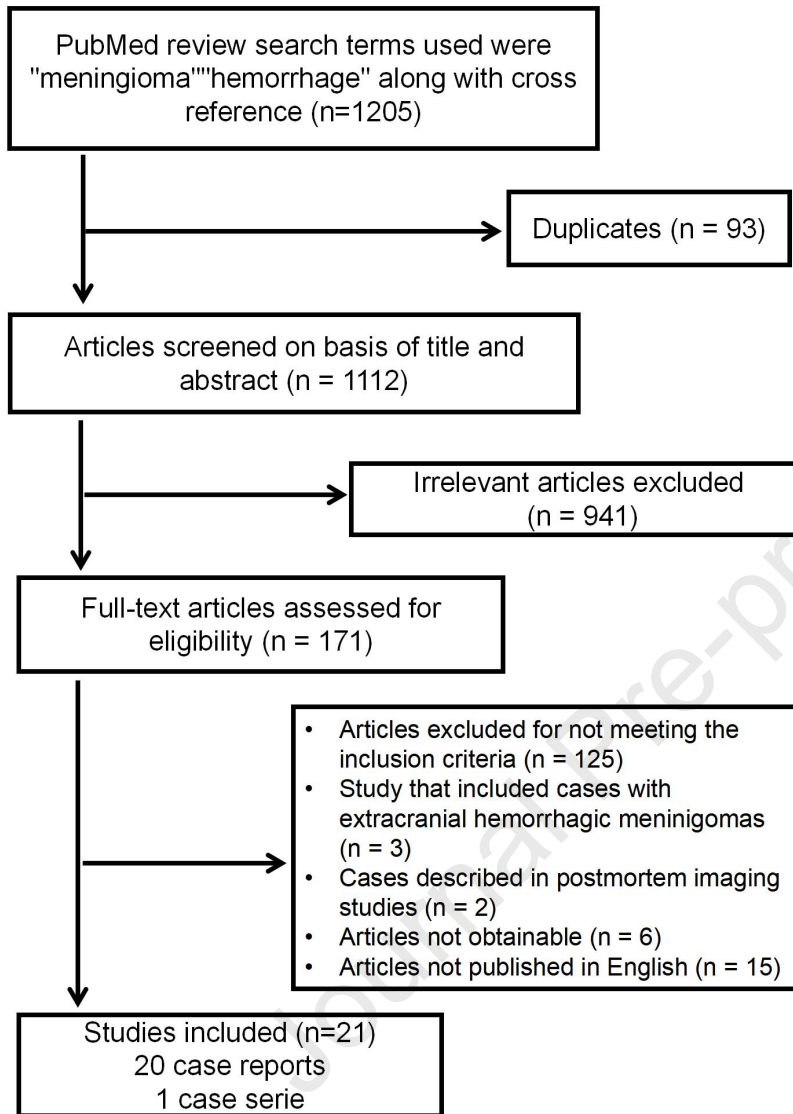 PubMed review search terms used were
"meningioma""hemorrhage" along with cross
reference (n=1205)
Duplicates (n = 93)
Articles screened on basis of title and
abstract (n = 1112)
Irrelevant articles excluded
(n = 941)
Full-text articles assessed for
eligibility (n = 171)
• Articles excluded for not meeting the
inclusion criteria (n = 125)
• Study that included cases with
extracranial hemorrhagic meninigomas
(n = 3)
• Cases described in postmortem imaging
studies (n = 2)
• Articles not obtainable (n = 6)
• Articles not published in English (n = 15)
Studies included (n=21)
20 case reports
1 case serie
Journal Pre-pr